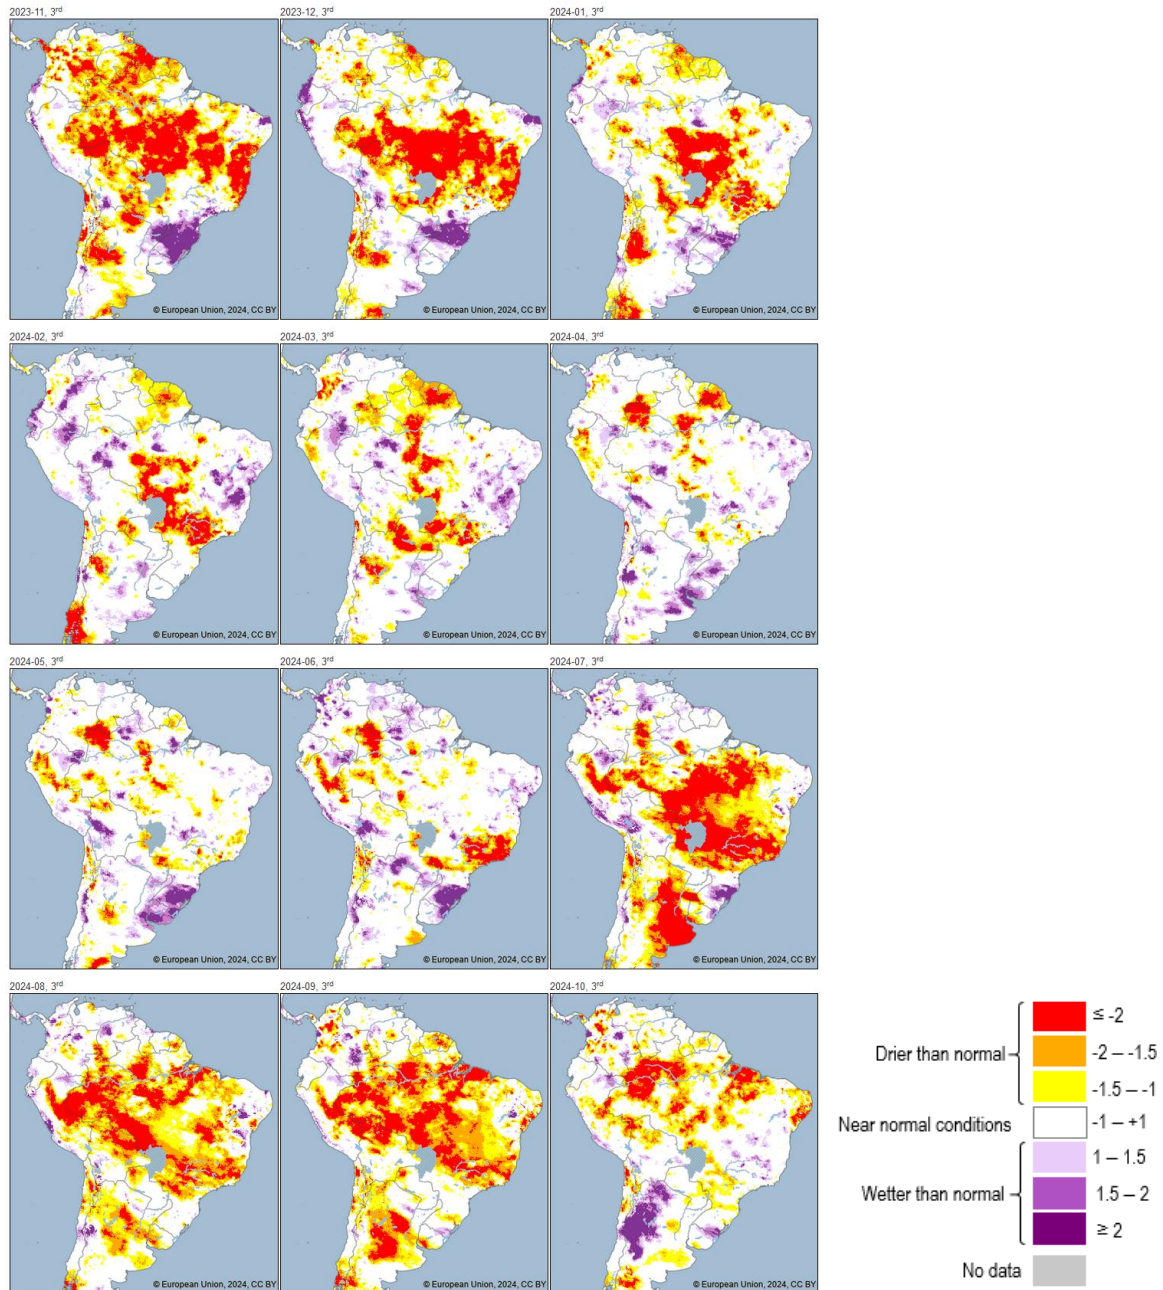 2023-11, 3rd
2023-12, 3rd
2024-01, 3rd
© European Union, 2024, CC BY
© European Union, 2024, CC BY
© European Union, 2024, CC BY
2024-02, 3rd
2024-03, 3rd
2024-04, 3rd
© European Union, 2024, CC BY
© European Union, 2024, CC BY
© European Union, 2024, CC BY
2024-05, 3rd
2024-06, 3rd
2024-07, 3rd
© European Union, 2024, CC BY
© European Union, 2024, CC BY
© European Union, 2024, CC BY
2024-08, 3rd
2024-09, 3rd
2024-10, 3rd
© European Union, 2024, CC BY
© European Union, 2024, CC BY
© European Union, 2024, CC BY
≤ -2
Drier than normal
-2 – -1.5
-1.5 – -1
Near normal conditions
-1 – +1
1 – 1.5
Wetter than normal
1.5 – 2
≥ 2
No data